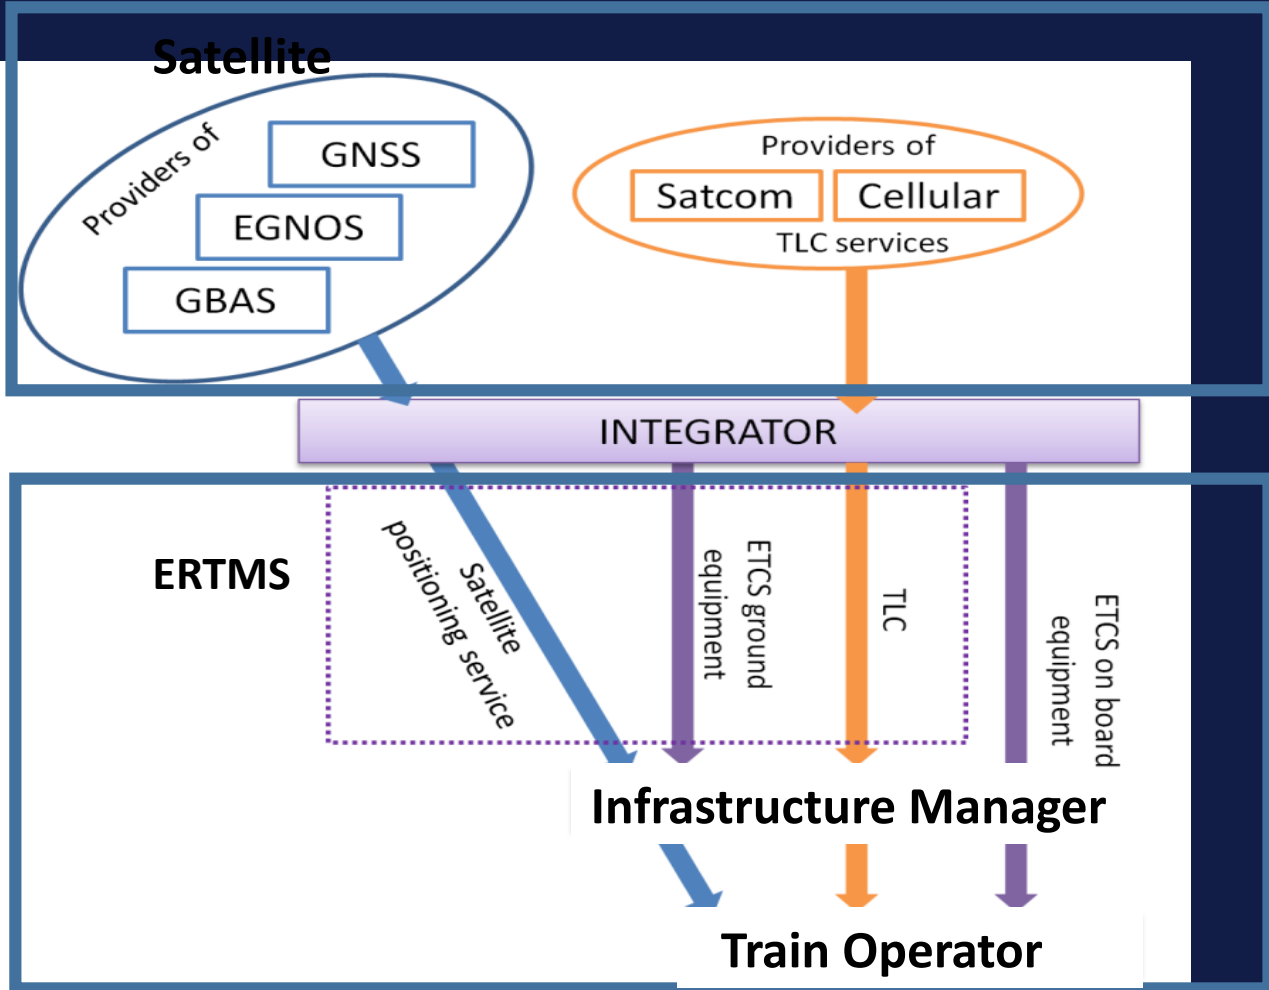 Satellite
Providers of
GNSS
EGNOS
GBAS
Providers of
Satcom
Cellular
TLC services
INTEGRATOR
ERTMS
Satellite
positioning service
ETCS ground
equipment
TLC
ETCS on board
equipment
Infrastructure Manager
Train Operator